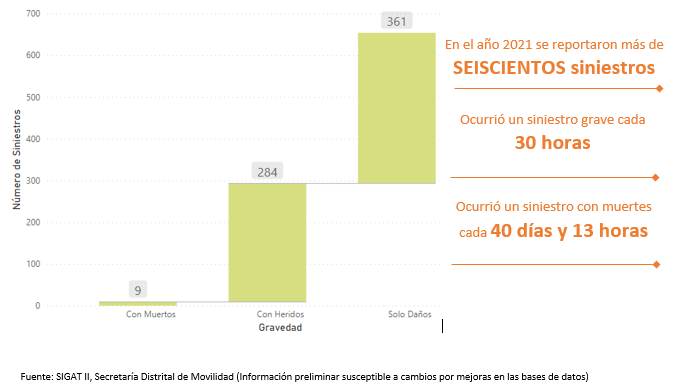 700
600
500
400
300
200
100
0
Número de Siniestros
9
284
361
Con Muertos
Con Heridos
Solo Daños
Gravedad
En el año 2021 se reportaron más de
SEISCIENTOS siniestros
Ocurrió un siniestro grave cada
30 horas
Ocurrió un siniestro con muertes
cada 40 días y 13 horas
Fuente: SIGAT II, Secretaría Distrital de Movilidad (Información preliminar susceptible a cambios por mejoras en las bases de datos)